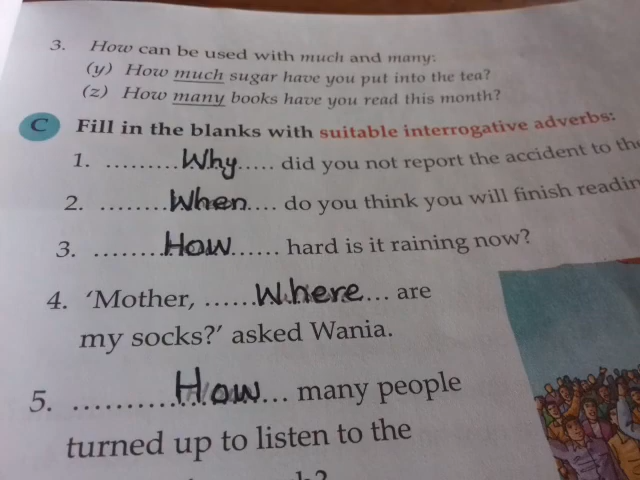 3. How can be used with much and many:
(y) How much sugar have you put into the tea?
(z) How many books have you read this month?
C Fill in the blanks with suitable interrogative adverbs:
1. .........Why..... did you not report the accident to
2. ........When.... do you think you will finish
3. .........How...... hard is it raining now?
4. 'Mother, ......Where... are
my socks?' asked Wania.
5. ............How... many people
turned up to listen to the